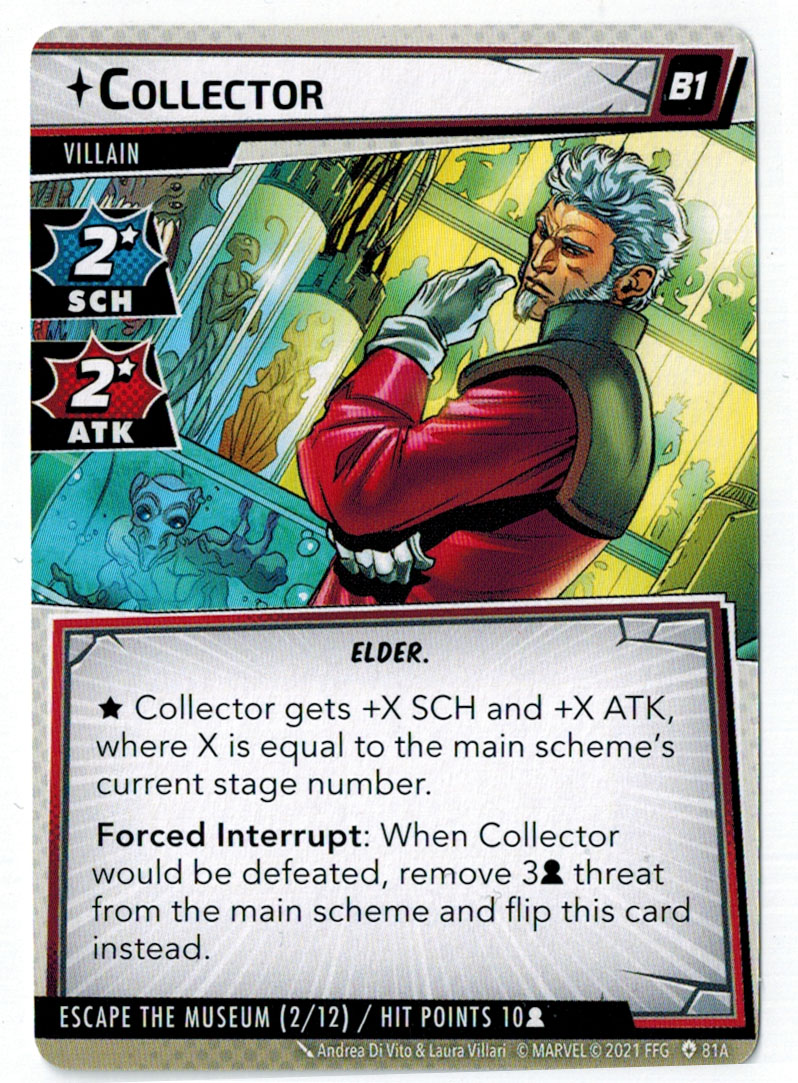 COLLECTOR
B1
VILLAIN
2
SCH
2
ATK
ELDER.
★ Collector gets +X SCH and +X ATK,
where X is equal to the main scheme's
current stage number.
Forced Interrupt: When Collector
would be defeated, remove 3 threat
from the main scheme and flip this card
instead.
ESCAPE THE MUSEUM (2/12) / HIT POINTS 10
Andrea Di Vito & Laura Villari © MARVEL © 2021 FFG 81A